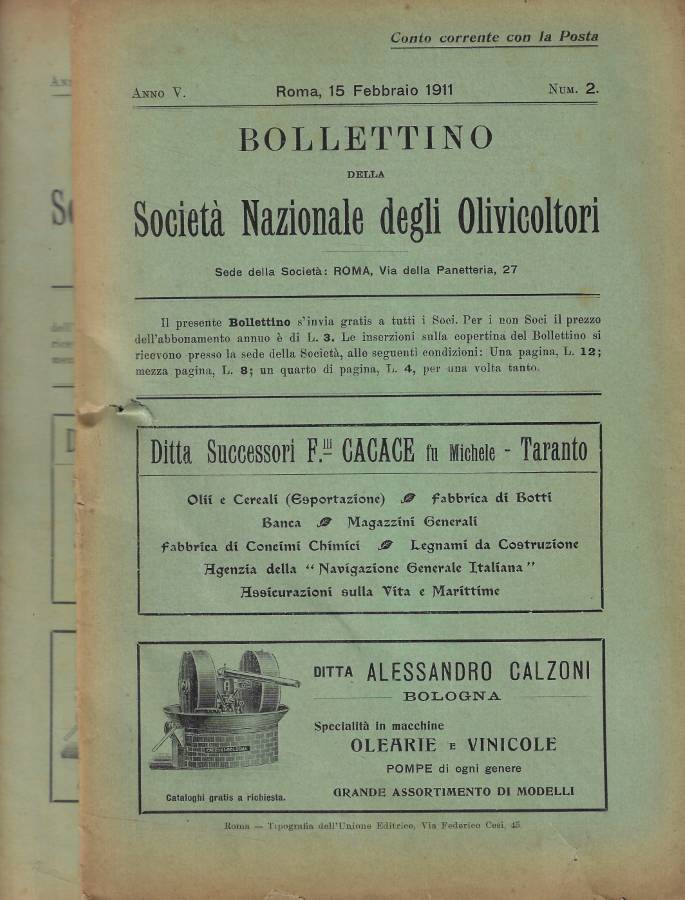 Conto corrente con la Posta
ANNO V. Roma, 15 Febbraio 1911 NUM. 2.
BOLLETTINO
DELLA
Società Nazionale degli Olivicoltori
Sede della Società: ROMA, Via della Panetteria, 27
Il presente Bollettino s'invia gratis a tutti i Soci. Per i non Soci il prezzo
dell'abbonamento annuo è di L. 3. Le inserzioni sulla copertina del Bollettino si
ricevono presso la sede della Società, alle seguenti condizioni: Una pagina, L. 12;
mezza pagina, L. 8; un quarto di pagina, L. 4, per una volta tanto.
Ditta Successori F.lli CACACE fu Michele - Taranto
Olii e Cereali (Esportazione) Fabbrica di Botti
Banca Magazzini Generali
Fabbrica di Concimi Chimici Legnami da Costruzione
Agenzia della "Navigazione Generale Italiana"
Assicurazioni sulla Vita e Marittime
DITTA ALESSANDRO CALZONI
BOLOGNA
Specialità in macchine
OLEARIE E VINICOLE
POMPE di ogni genere
GRANDE ASSORTIMENTO DI MODELLI
Cataloghi gratis a richiesta.
Roma — Tipografia dell'Unione Editrice, Via Federico Cesi, 45.